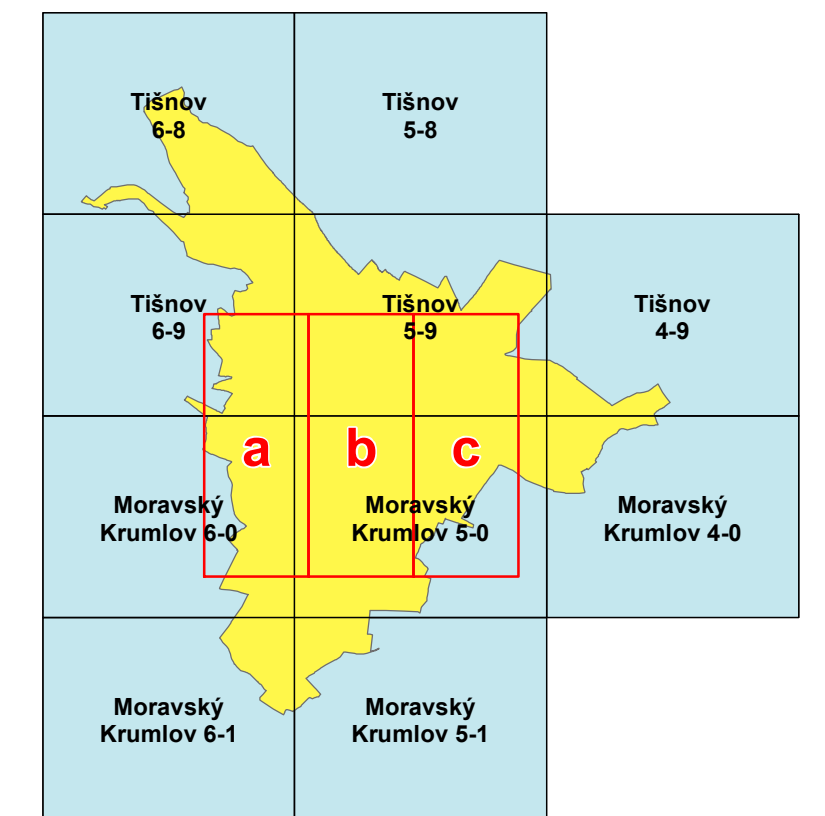 Tišnov
6-8
Tišnov
5-8
Tišnov
6-9
Tišnov
5-9
Tišnov
4-9
a
b
c
Moravský
Krumlov 6-0
Moravský
Krumlov 5-0
Moravský
Krumlov 4-0
Moravský
Krumlov 6-1
Moravský
Krumlov 5-1